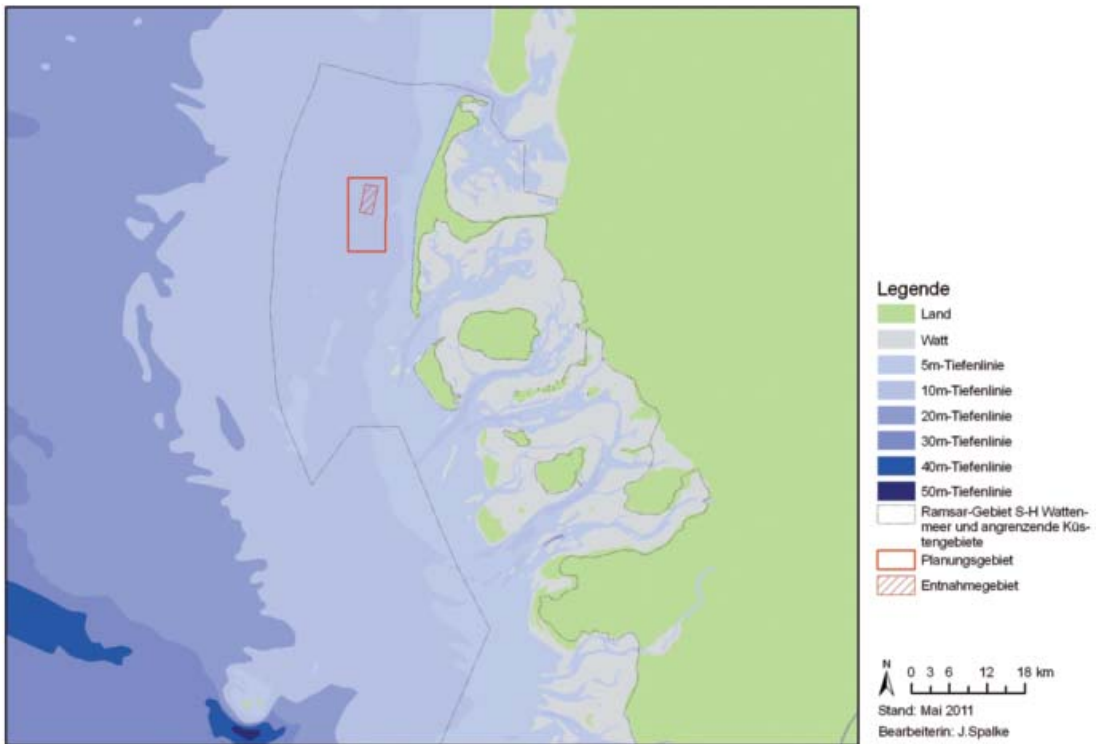 Legende
Land
Watt
5m-Tiefenlinie
10m-Tiefenlinie
20m-Tiefenlinie
30m-Tiefenlinie
40m-Tiefenlinie
50m-Tiefenlinie
Ramsar-Gebiet S-H Watten-
meer und angrenzende Küs-
tengebiete
Planungsgebiet
Entnahmegebiet
N
0 3 6 12 18 km
Stand: Mai 2011
Bearbeiterin: J.Spalke